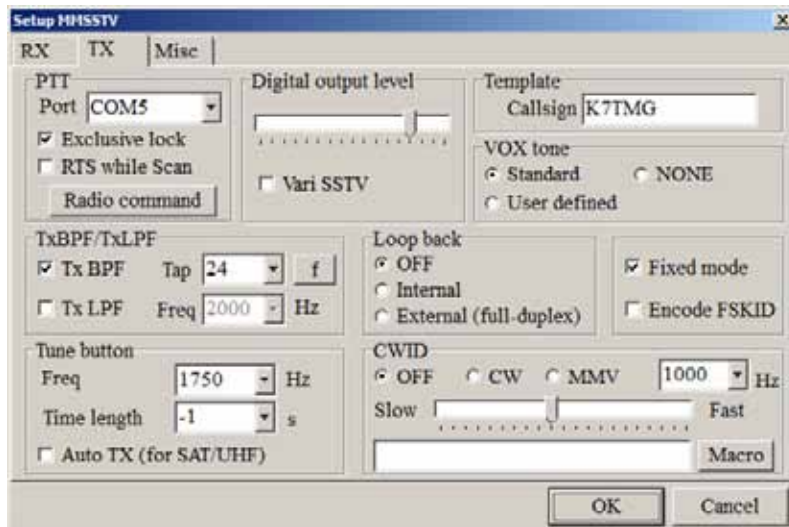 Setup MMSSTV
RX TX Misc
PTT
Port COM5
Exclusive lock
RTS while Scan
Radio command
Digital output level
Vari SSTV
Template
Callsign K7TMG
VOX tone
Standard NONE
User defined
TxBPF/TxLPF
Tx BPF Tap 24 f
Tx LPF Freq 2000 Hz
Loop back
OFF
Internal
External (full-duplex)
Fixed mode
Encode FSKID
Tune button
Freq 1750 Hz
Time length -1 s
Auto TX (for SAT/UHF)
CWID
OFF CW MMV 1000 Hz
Slow Fast
Macro
OK Cancel